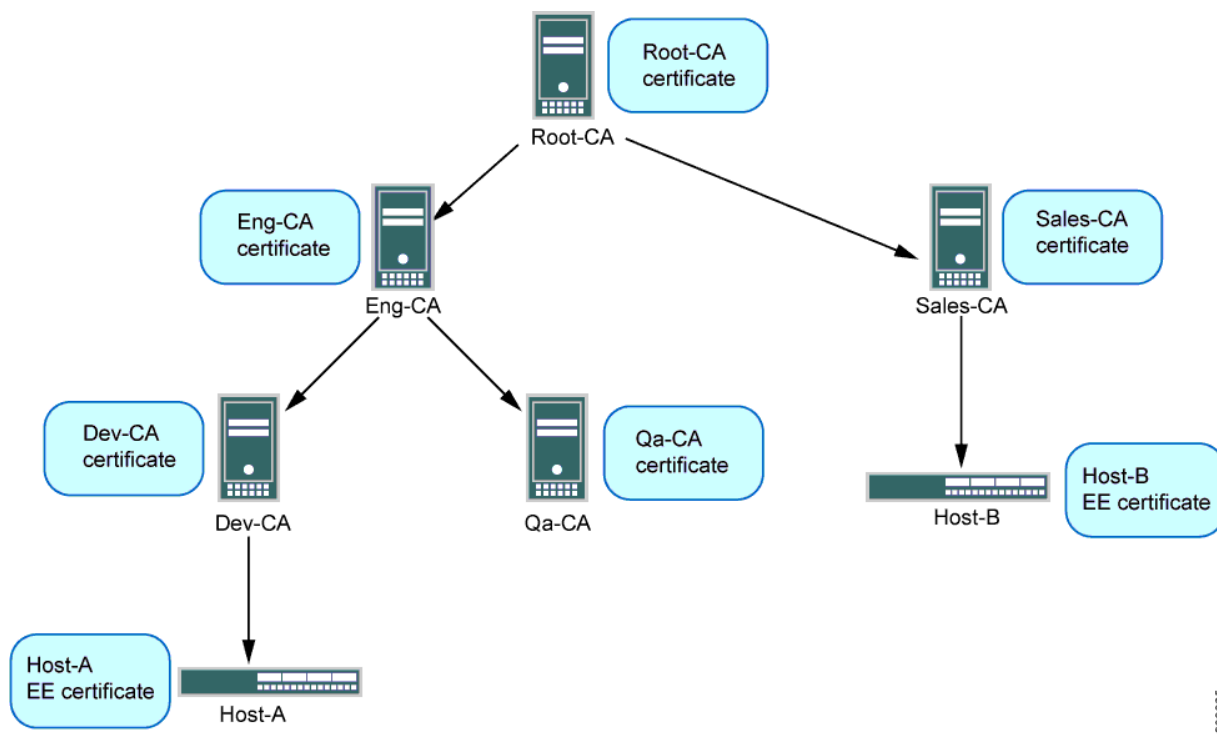 Root-CA
certificate
Root-CA
Eng-CA
certificate
Sales-CA
certificate
Eng-CA
Sales-CA
Dev-CA
certificate
Qa-CA
certificate
Host-B
EE certificate
Dev-CA
Qa-CA
Host-B
Host-A
EE certificate
Host-A